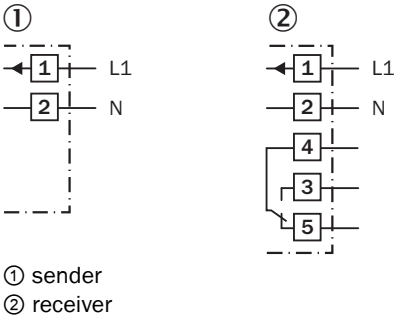 ① ②
1 L1 1 L1
2 N 2 N
4
3
5
① sender
② receiver